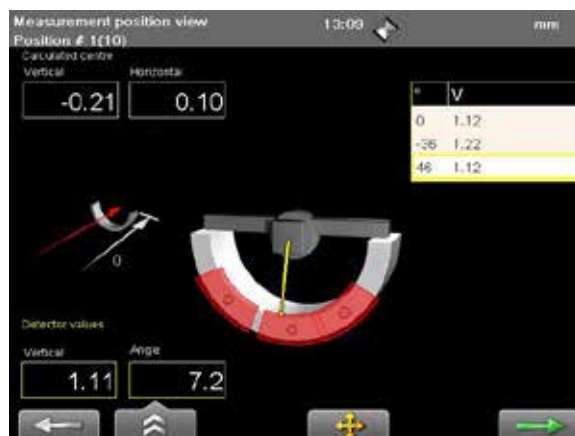 Measurement position view 13:09 mm
Position # 1(10)
Calculated centre
Vertical Horizontal
-0.21 0.10
° V
0 1.12
-36 1.22
46 1.12
0
Detector values
Vertical Angle
1.11 7.2